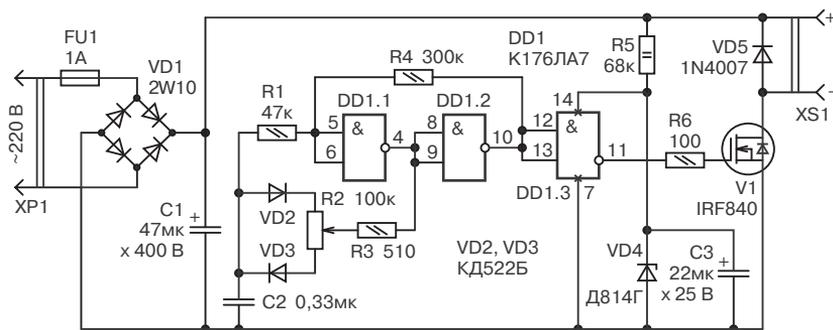 FU1
1А
VD1
2W10
~220 В
XP1
C1
47мк
х 400 В
+
R1
47к
R4 300к
DD1
К176ЛА7
DD1.1
&
5
6
4
DD1.2
&
8
9
10
12
13
14
&
11
7
DD1.3
R5
68к
VD5
1N4007
+
–
XS1
R6
100
V1
IRF840
VD2
R2 100к
VD3
R3 510
C2 0,33мк
VD2, VD3
КД522Б
VD4
Д814Г
C3
22мк
х 25 В
+